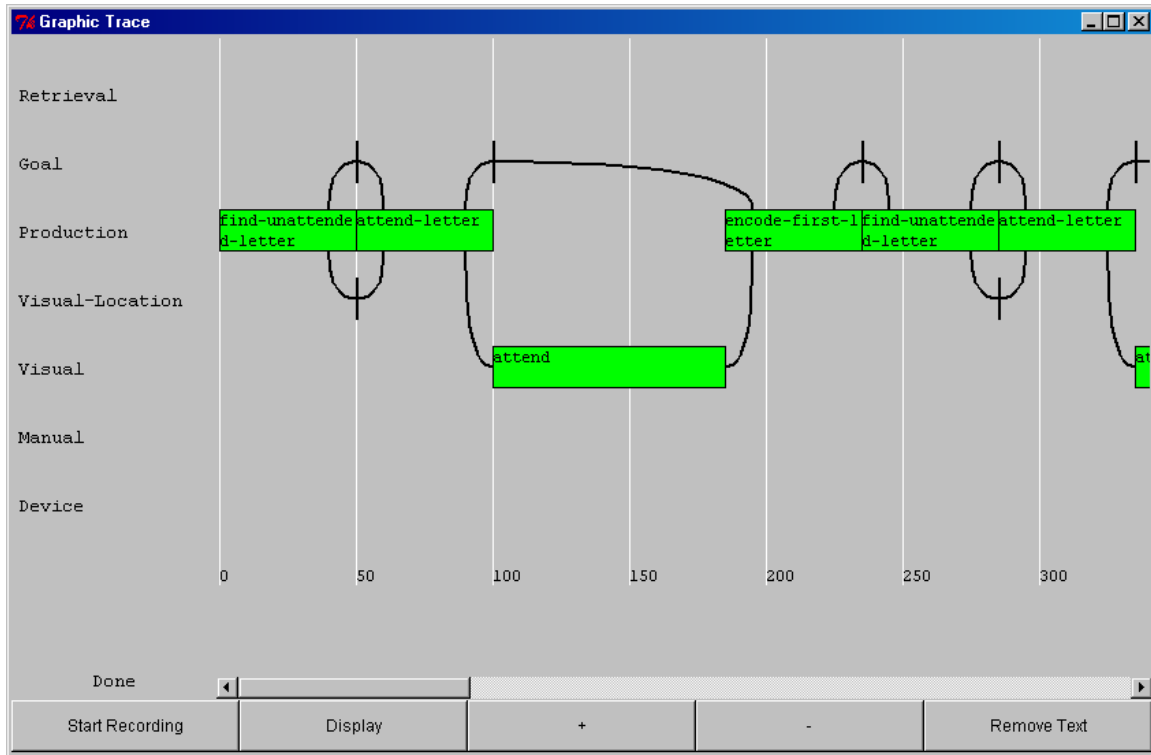 Graphic Trace
Retrieval
Goal
Production
find-unattende
d-letter
attend-letter
encode-first-l
etter
find-unattende
d-letter
attend-letter
Visual-Location
Visual
attend
at
Manual
Device
0 50 100 150 200 250 300
Done
Start Recording Display + - Remove Text